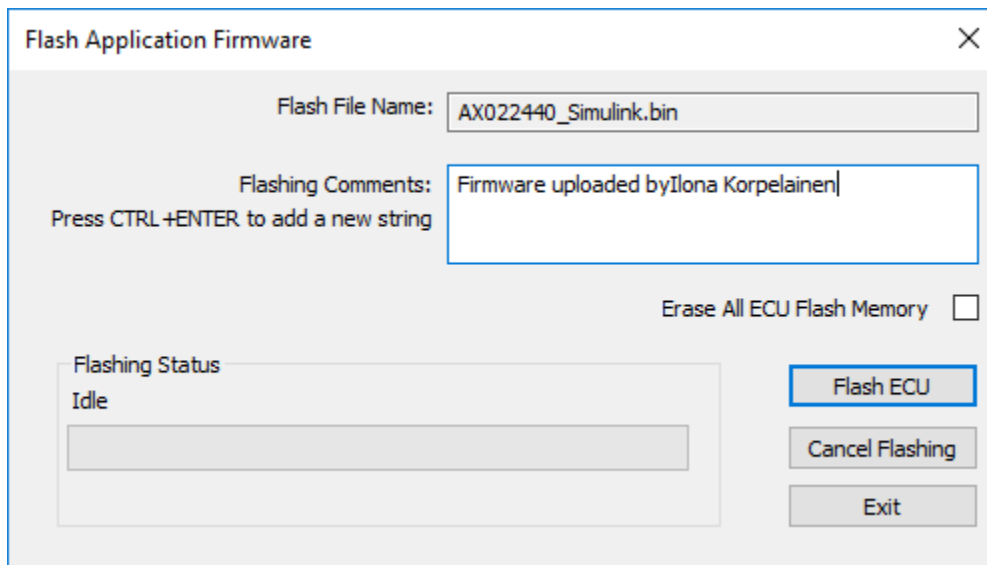 Flash Application Firmware
Flash File Name: AX022440_Simulink.bin
Flashing Comments: Firmware uploaded byIlona Korpelainen
Press CTRL+ENTER to add a new string
Erase All ECU Flash Memory
Flashing Status
Idle
Flash ECU
Cancel Flashing
Exit